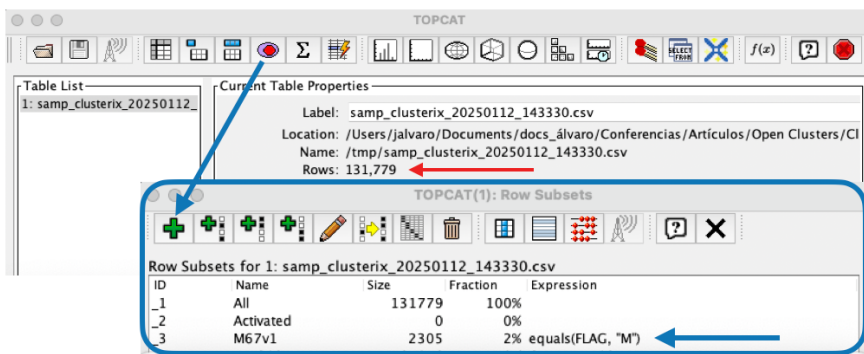 TOPCAT
Σ
SELECT FROM
f(x)
?
Table List
Current Table Properties
1: samp_clusterix_20250112_
Label: samp_clusterix_20250112_143330.csv
Location: /Users/jalvaro/Documents/docs_álvaro/Conferencias/Artículos/Open Clusters/Cl
Name: /tmp/samp_clusterix_20250112_143330.csv
Rows: 131,779
TOPCAT(1): Row Subsets
?
Row Subsets for 1: samp_clusterix_20250112_143330.csv
ID Name Size Fraction Expression
_1 All 131779 100%
_2 Activated 0 0%
_3 M67v1 2305 2% equals(FLAG, "M")